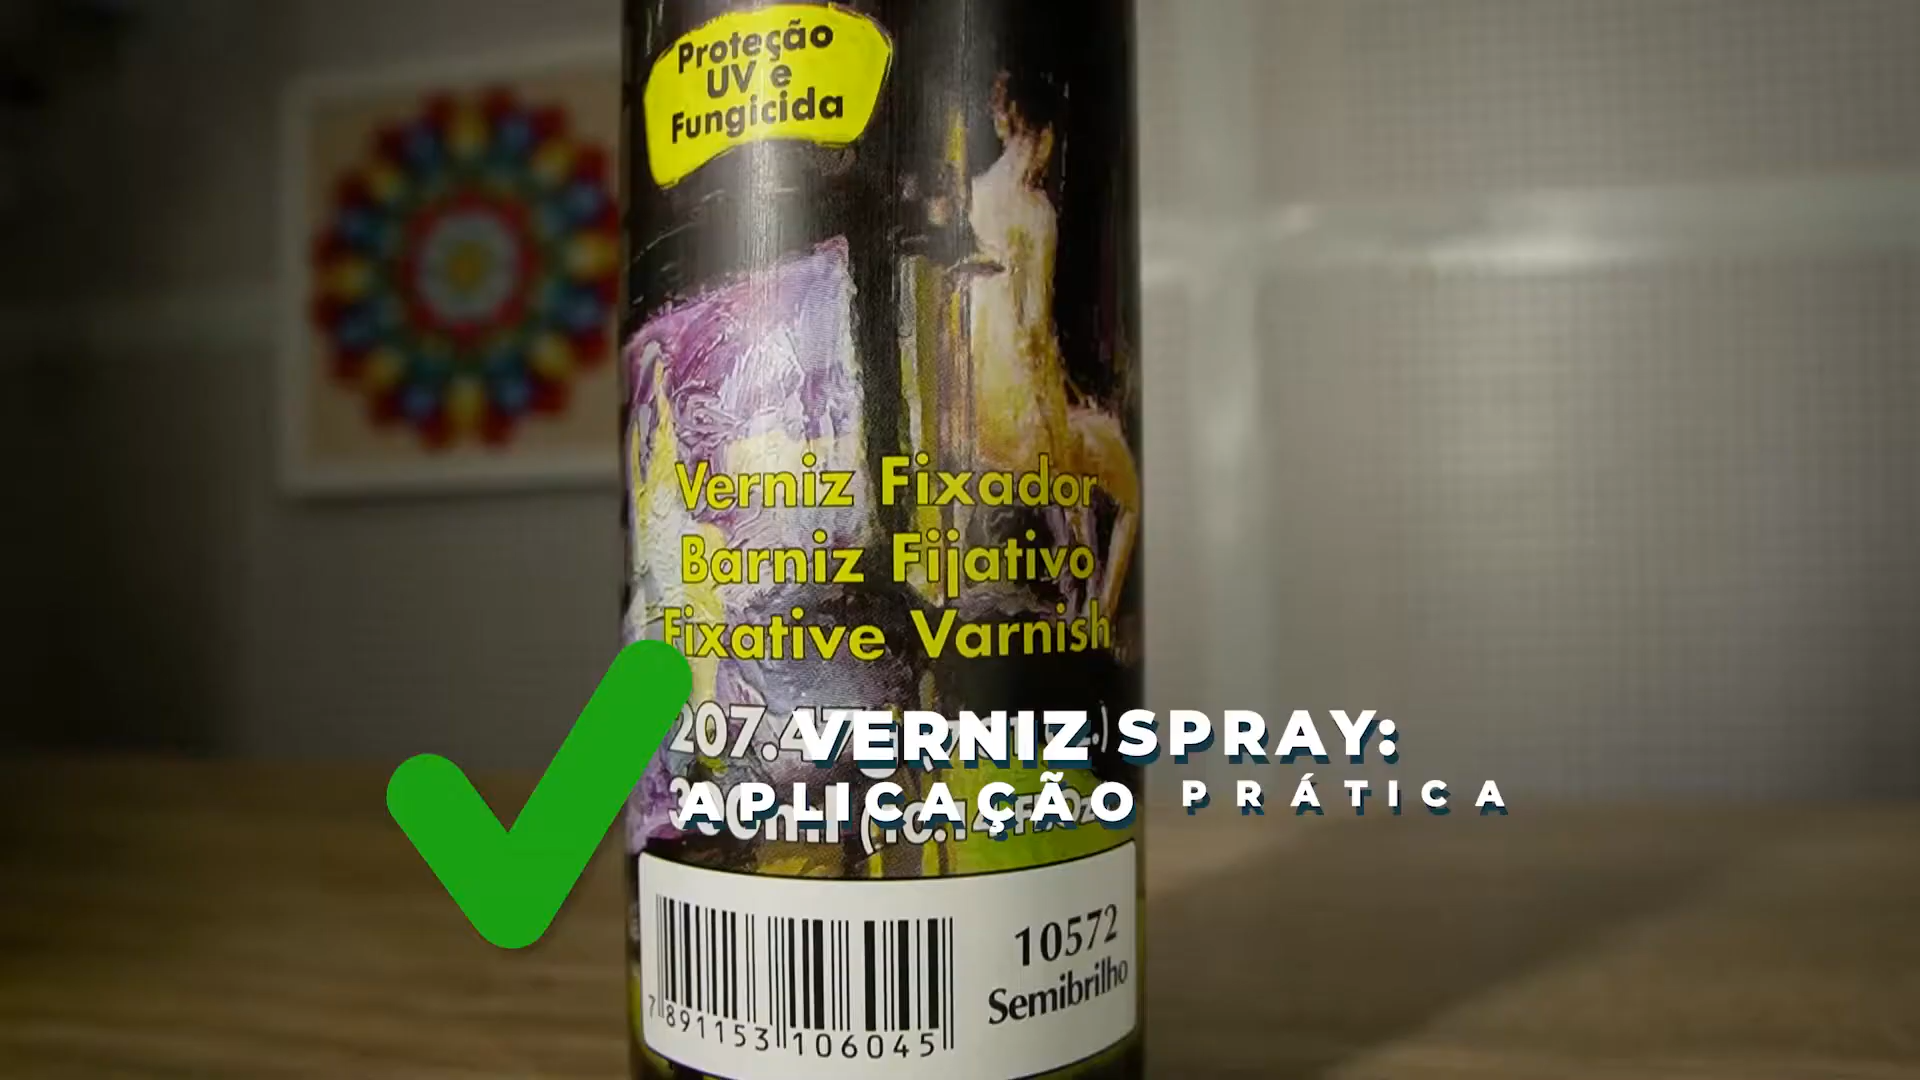 Proteção
UV e
Fungicida
Verniz Fixador
Barniz Fijativo
Fixative Varnish
VERNIZ SPRAY:
APLICAÇÃO PRÁTICA
10572
Semibrilho
7 891153 106045